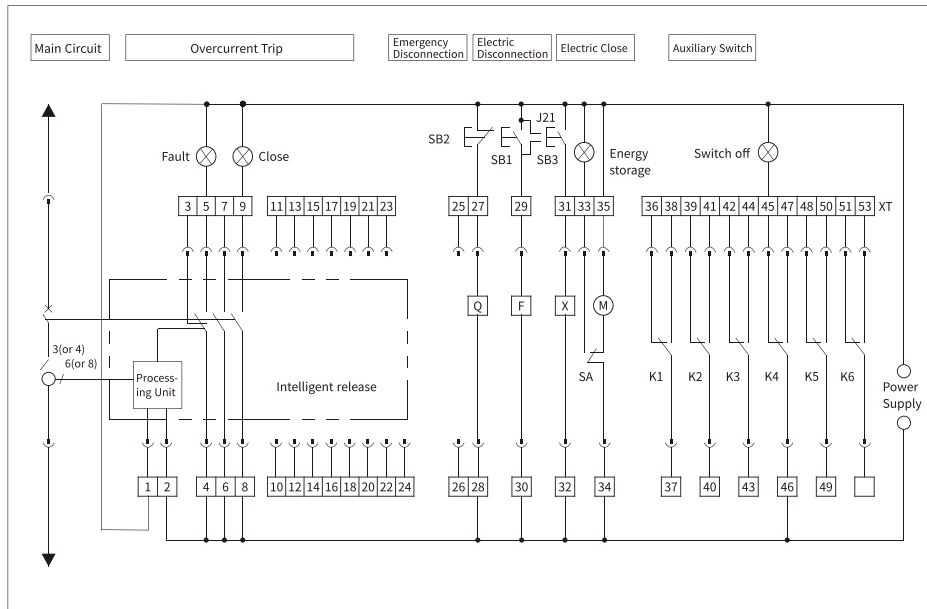 Main Circuit
Overcurrent Trip
Emergency
Disconnection
Electric
Disconnection
Electric Close
Auxiliary Switch
J21
SB2
SB1
SB3
Fault
Close
Energy
storage
Switch off
3 5 7 9
11 13 15 17 19 21 23
25 27
29
31 33 35
36 38 39 41 42 44 45 47 48 50 51 53
XT
Q
F
X
M
3(or 4)
6(or 8)
Process-
ing Unit
Intelligent release
SA
K1
K2
K3
K4
K5
K6
Power
Supply
1 2
4 6 8
10 12 14 16 18 20 22 24
26 28
30
32
34
37
40
43
46
49